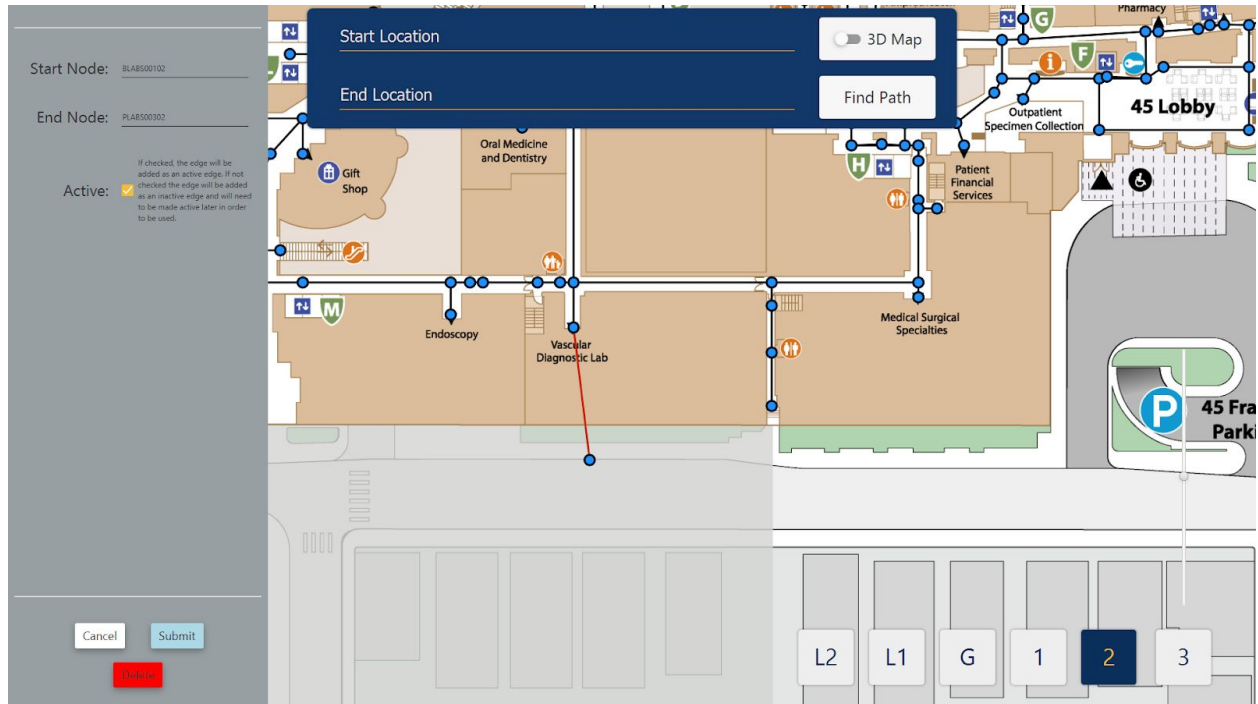 Start Node: BLABS00102
End Node: PLABS00302
Active:
If checked, the edge will be
added as an active edge. If not
checked the edge will be added
as an inactive edge and will need
to be made active later in order
to be used.
Cancel
Submit
Delete
Start Location
3D Map
End Location
Find Path
Pharmacy
G
F
i
45 Lobby
Outpatient
Specimen Collection
Oral Medicine
and Dentistry
Gift
Shop
H
Patient
Financial
Services
M
Endoscopy
Vascular
Diagnostic Lab
Medical Surgical
Specialties
P
45 Fra
Parki
L2
L1
G
1
2
3